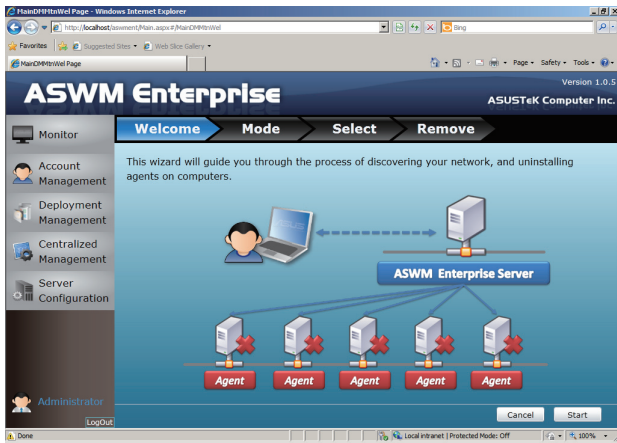 MainDMMtnWel Page - Windows Internet Explorer
http://localhost/aswment/Main.aspx#/MainDMMtnWel
Bing
Favorites
Suggested Sites
Web Slice Gallery
MainDMMtnWel Page
Page
Safety
Tools
ASWM Enterprise
Version 1.0.5
ASUSTeK Computer Inc.
Monitor
Welcome
Mode
Select
Remove
This wizard will guide you through the process of discovering your network, and uninstalling
agents on computers.
Account
Management
Deployment
Management
Centralized
Management
Server
Configuration
ASWM Enterprise Server
Agent
Agent
Agent
Agent
Agent
Administrator
LogOut
Cancel
Start
Done
Local intranet | Protected Mode: Off
100%